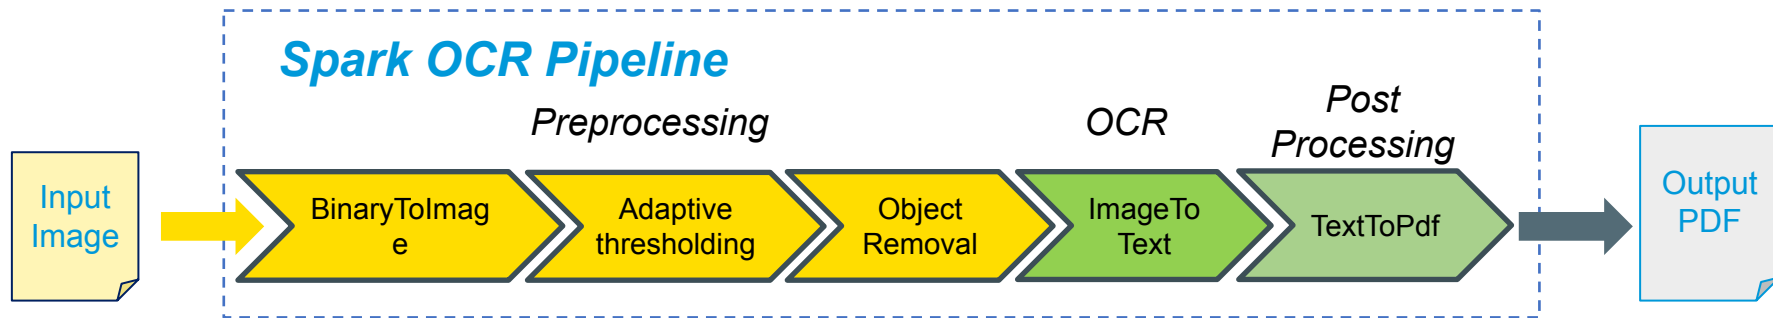 Spark OCR Pipeline
Preprocessing
OCR
Post
Processing
Input
Image
BinaryToImag
e
Adaptive
thresholding
Object
Removal
ImageTo
Text
TextToPdf
Output
PDF